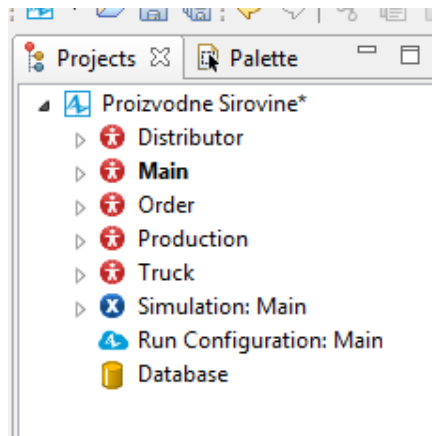 Projects Palette
Proizvodne Sirovine*
Distributor
Main
Order
Production
Truck
Simulation: Main
Run Configuration: Main
Database